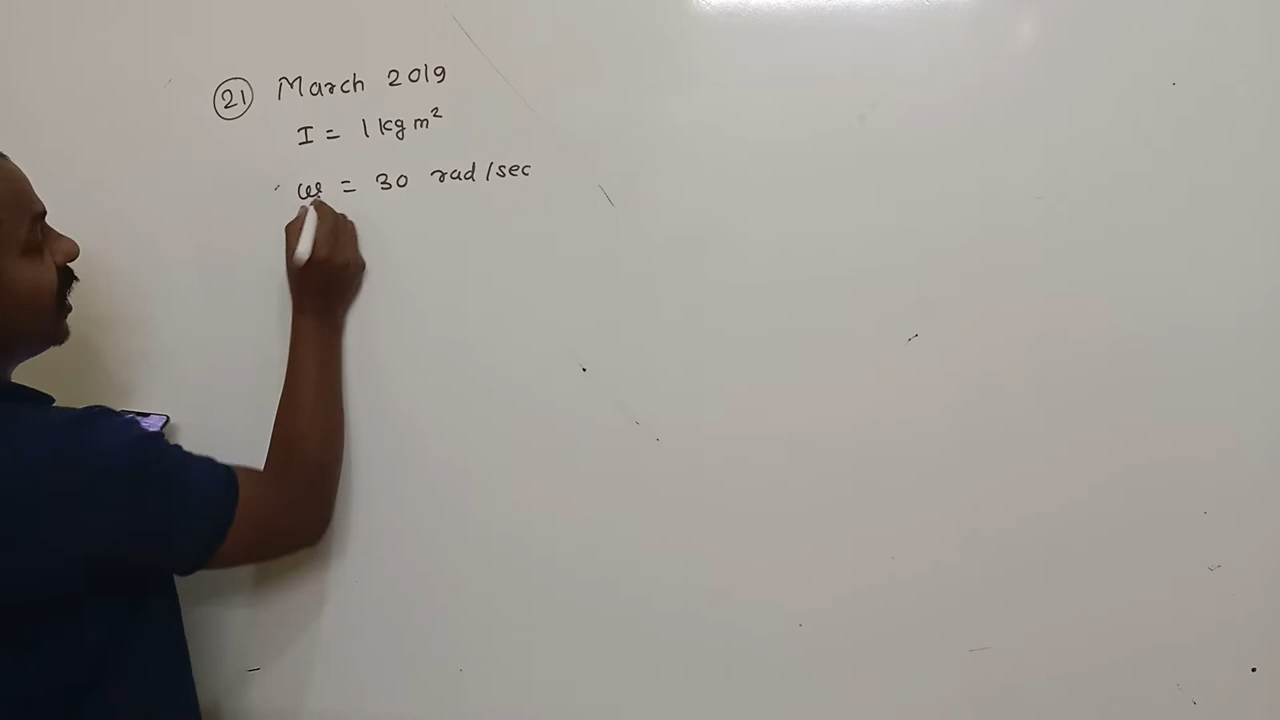 21 March 2019
I = 1 kg m²
ω = 30 rad/sec